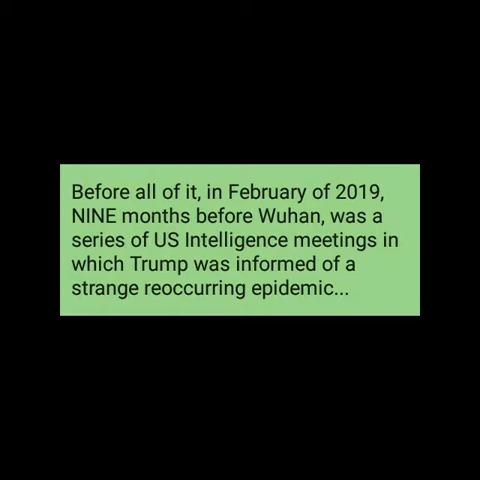 Before all of it, in February of 2019,
NINE months before Wuhan, was a
series of US Intelligence meetings in
which Trump was informed of a
strange reoccurring epidemic...